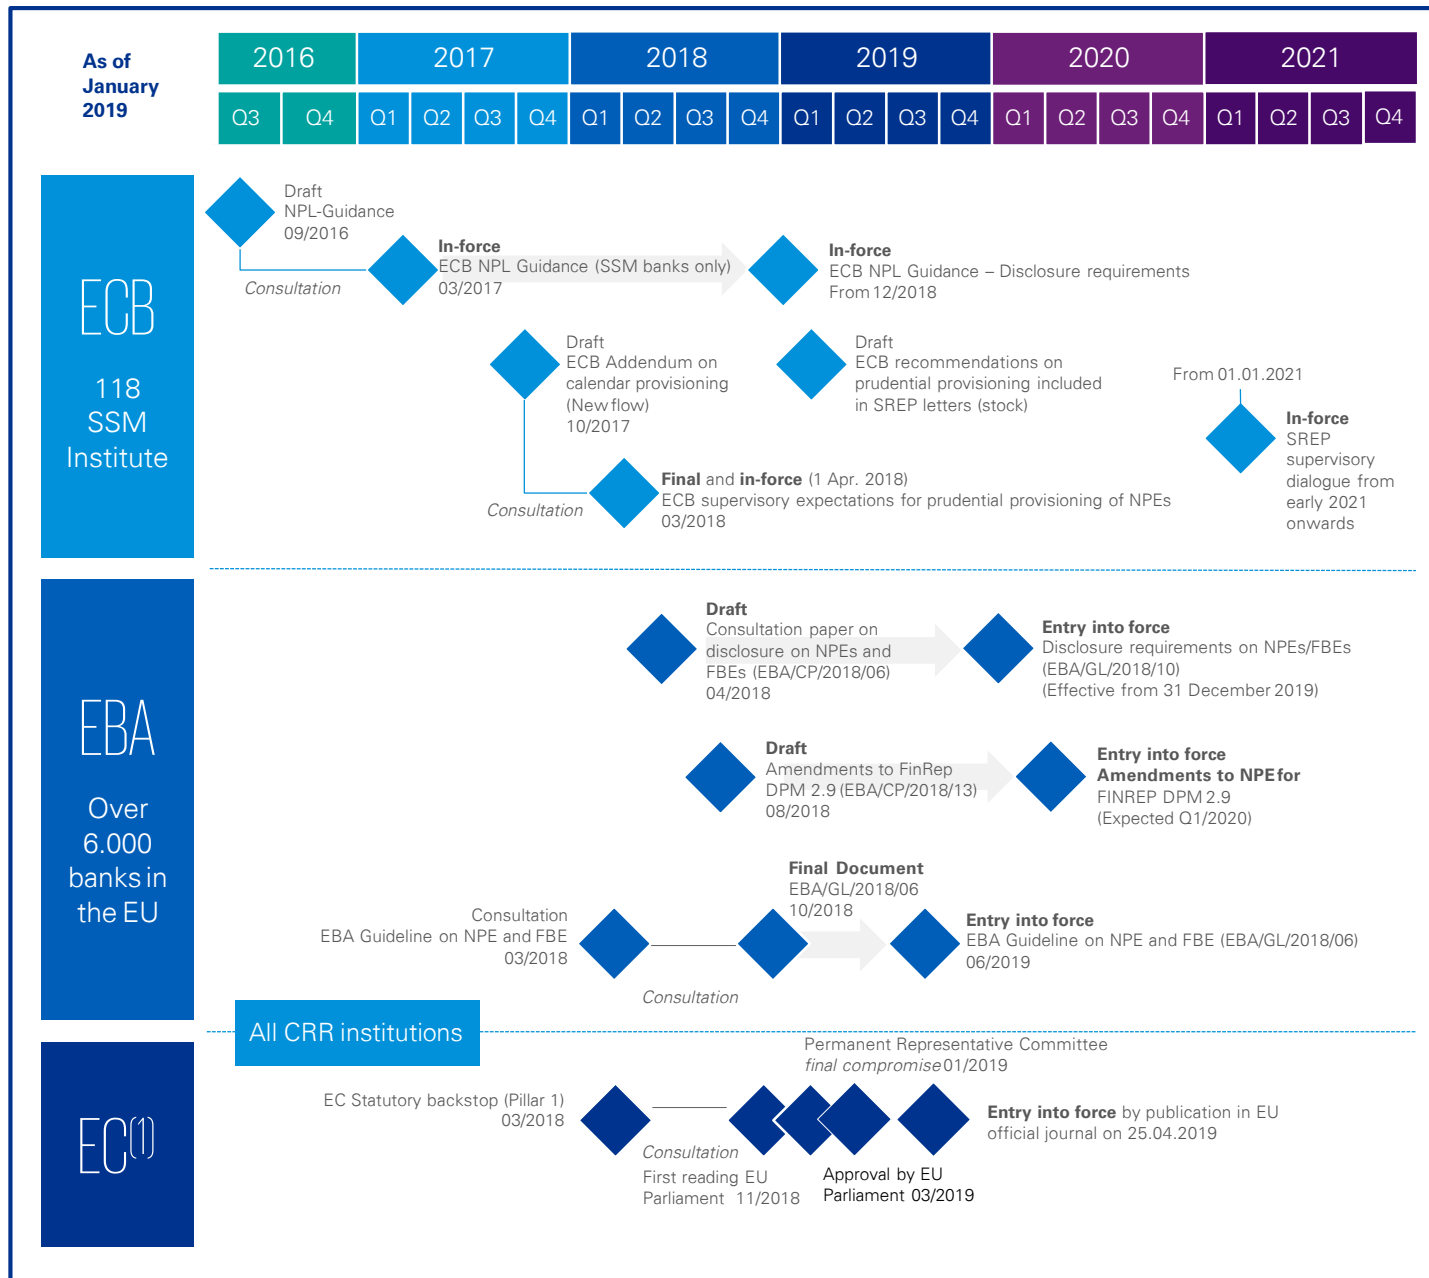 As of
January
2019
2016 2017 2018 2019 2020 2021
Q3 Q4 Q1 Q2 Q3 Q4 Q1 Q2 Q3 Q4 Q1 Q2 Q3 Q4 Q1 Q2 Q3 Q4 Q1 Q2 Q3 Q4
ECB
118
SSM
Institute
Draft
NPL-Guidance
09/2016
Consultation
In-force
ECB NPL Guidance (SSM banks only)
03/2017
In-force
ECB NPL Guidance – Disclosure requirements
From 12/2018
Draft
ECB Addendum on
calendar provisioning
(New flow)
10/2017
Draft
ECB recommendations on
prudential provisioning included
in SREP letters (stock)
From 01.01.2021
In-force
SREP
supervisory
dialogue from
early 2021
onwards
Consultation
Final and in-force (1 Apr. 2018)
ECB supervisory expectations for prudential provisioning of NPEs
03/2018
EBA
Over
6.000
banks in
the EU
Draft
Consultation paper on
disclosure on NPEs and
FBEs (EBA/CP/2018/06)
04/2018
Entry into force
Disclosure requirements on NPEs/FBEs
(EBA/GL/2018/10)
(Effective from 31 December 2019)
Draft
Amendments to FinRep
DPM 2.9 (EBA/CP/2018/13)
08/2018
Entry into force
Amendments to NPE for
FINREP DPM 2.9
(Expected Q1/2020)
Consultation
EBA Guideline on NPE and FBE
03/2018
Consultation
Final Document
EBA/GL/2018/06
10/2018
Entry into force
EBA Guideline on NPE and FBE (EBA/GL/2018/06)
06/2019
All CRR institutions
EC(1)
EC Statutory backstop (Pillar 1)
03/2018
Consultation
First reading EU
Parliament 11/2018
Permanent Representative Committee
final compromise 01/2019
Approval by EU
Parliament 03/2019
Entry into force by publication in EU
official journal on 25.04.2019